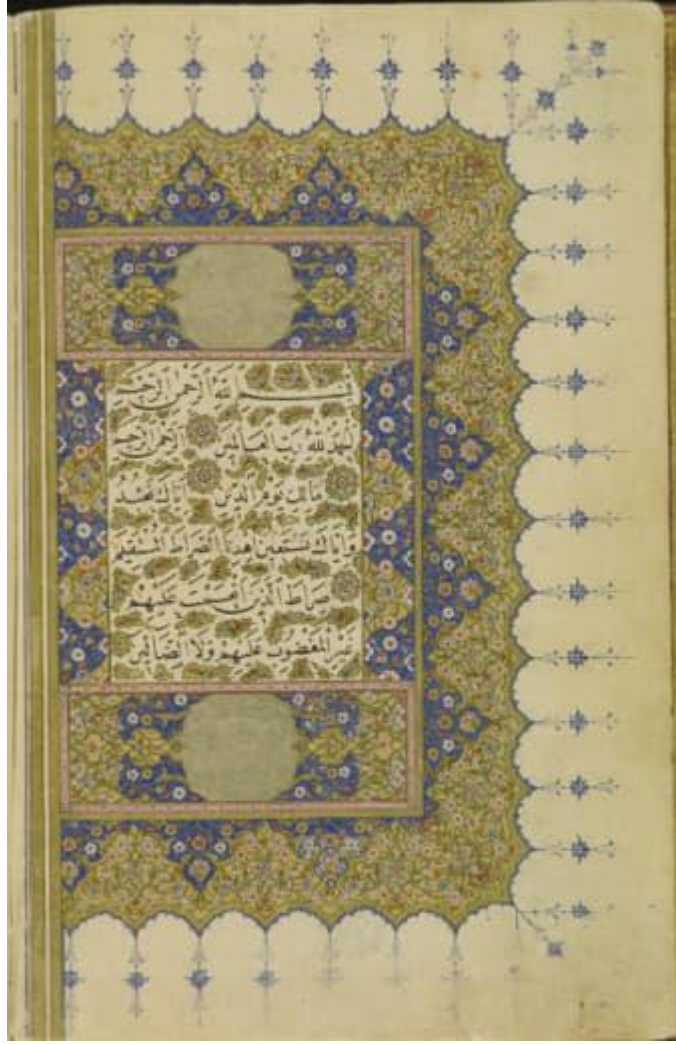 بسم الله الرحمن الرحيم
الحمد لله رب العالمين الرحمن الرحيم
مالك يوم الدين اياك نعبد
واياك نستعين اهدنا الصراط المستقيم
صراط الذين انعمت عليهم
غير المغضوب عليهم ولا الضالين